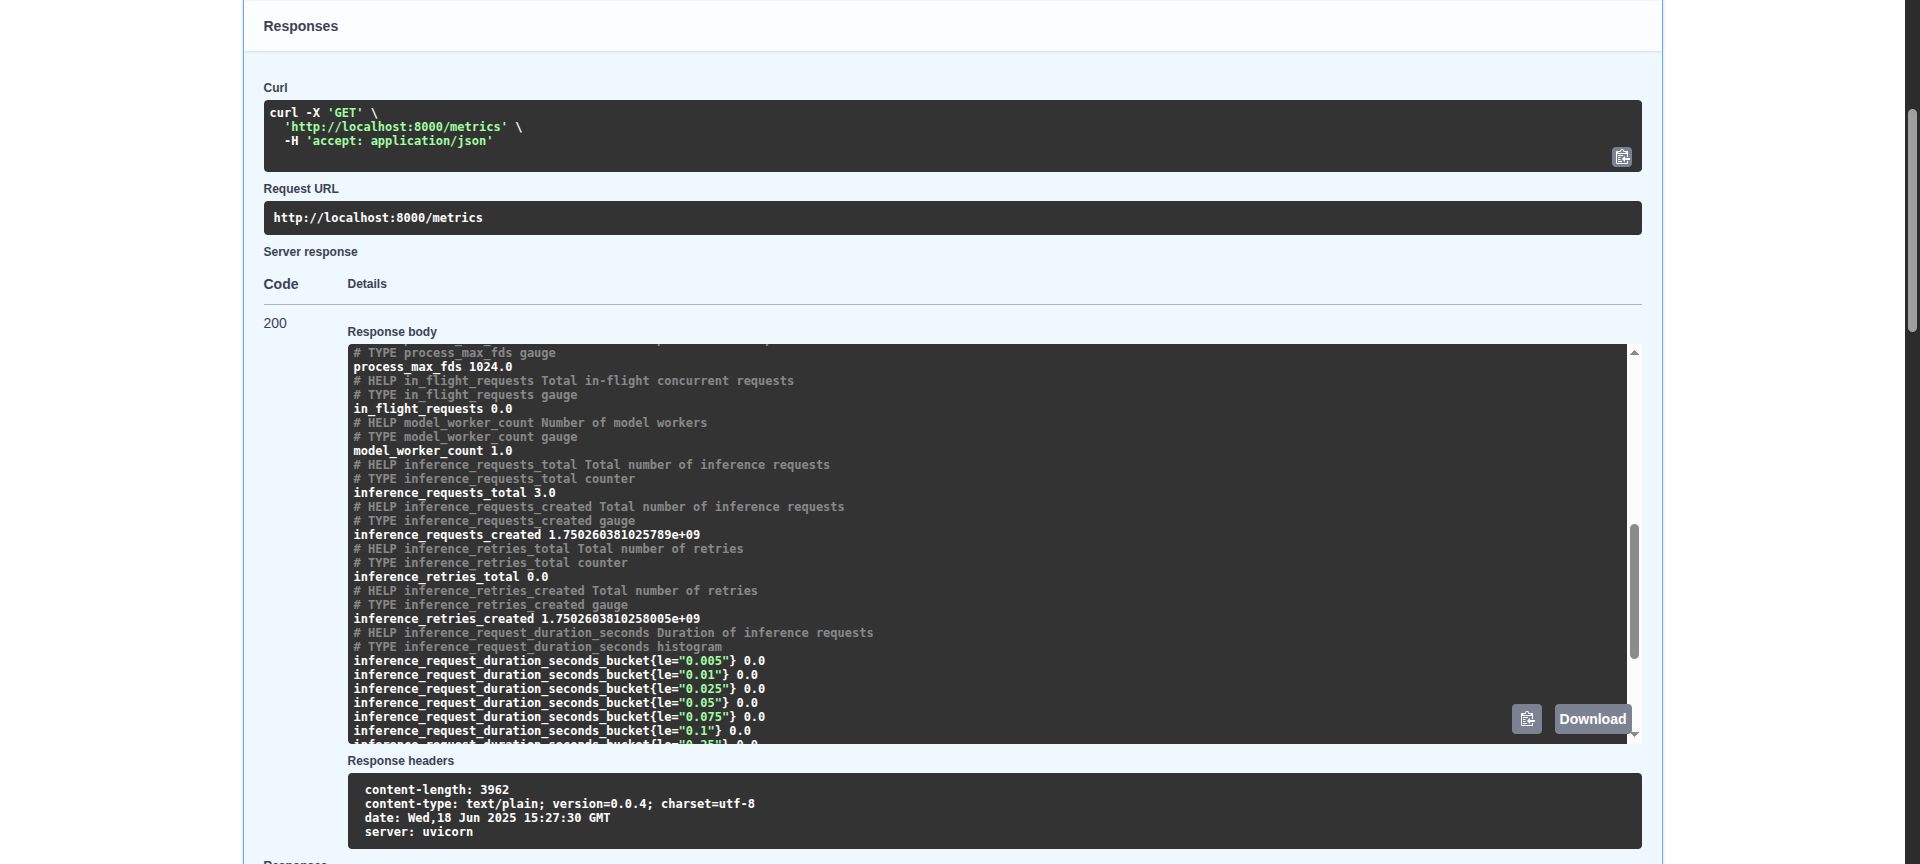 Responses
Curl
curl -X 'GET' \
'http://localhost:8000/metrics' \
-H 'accept: application/json'
Request URL
http://localhost:8000/metrics
Server response
Code Details
200
Response body
# TYPE process_max_fds gauge
process_max_fds 1024.0
# HELP in_flight_requests Total in-flight concurrent requests
# TYPE in_flight_requests gauge
in_flight_requests 0.0
# HELP model_worker_count Number of model workers
# TYPE model_worker_count gauge
model_worker_count 1.0
# HELP inference_requests_total Total number of inference requests
# TYPE inference_requests_total counter
inference_requests_total 3.0
# HELP inference_requests_created Total number of inference requests
# TYPE inference_requests_created gauge
inference_requests_created 1.750260381025789e+09
# HELP inference_retries_total Total number of retries
# TYPE inference_retries_total counter
inference_retries_total 0.0
# HELP inference_retries_created Total number of retries
# TYPE inference_retries_created gauge
inference_retries_created 1.7502603810258005e+09
# HELP inference_request_duration_seconds Duration of inference requests
# TYPE inference_request_duration_seconds histogram
inference_request_duration_seconds_bucket{le="0.005"} 0.0
inference_request_duration_seconds_bucket{le="0.01"} 0.0
inference_request_duration_seconds_bucket{le="0.025"} 0.0
inference_request_duration_seconds_bucket{le="0.05"} 0.0
inference_request_duration_seconds_bucket{le="0.075"} 0.0
inference_request_duration_seconds_bucket{le="0.1"} 0.0
inference_request_duration_seconds_bucket{le="0.25"} 0.0
Download
Response headers
content-length: 3962
content-type: text/plain; version=0.0.4; charset=utf-8
date: Wed,18 Jun 2025 15:27:30 GMT
server: uvicorn
Responses